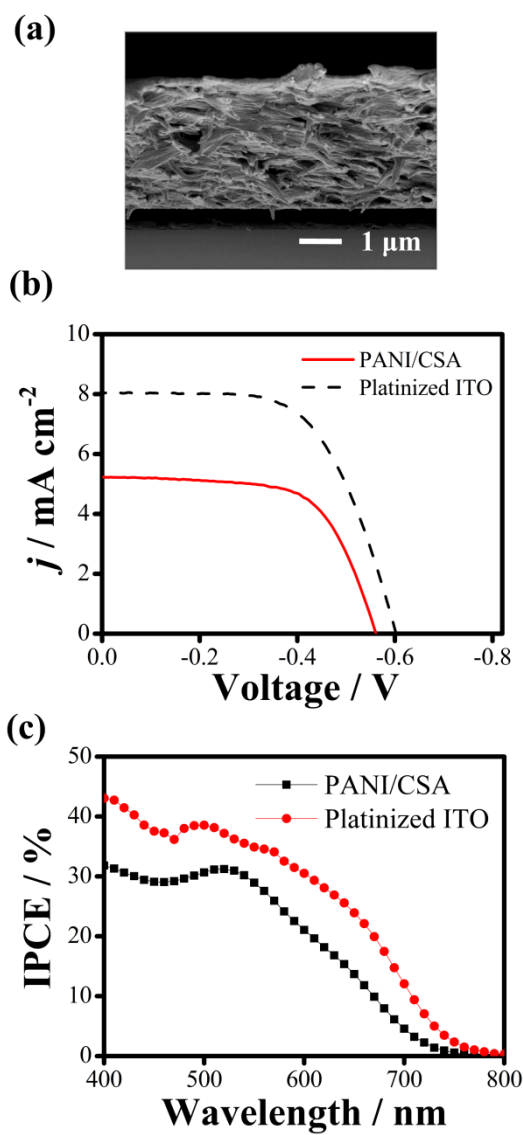 (a)
1 μm
(b)
10
8
6
4
2
0
j / mA cm⁻²
PANI/CSA
Platinized ITO
0.0 -0.2 -0.4 -0.6 -0.8
Voltage / V
(c)
50
40
30
20
10
0
IPCE / %
PANI/CSA
Platinized ITO
400 500 600 700 800
Wavelength / nm